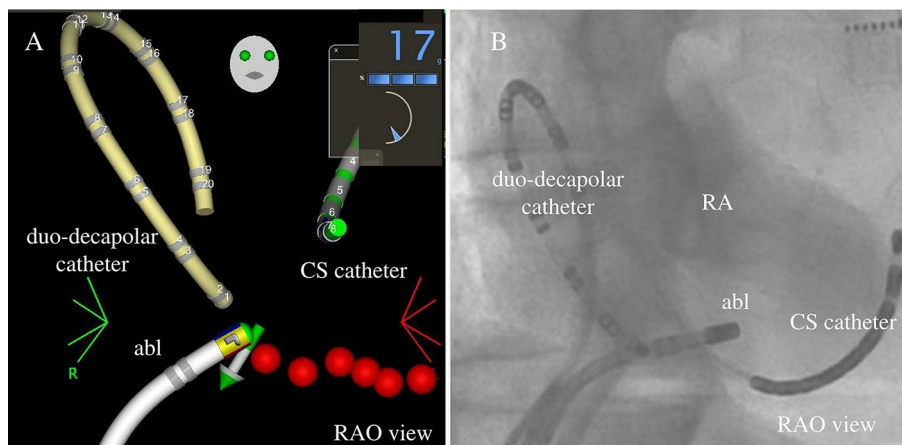 A
17
g
%
x
x
12
11
13
14
10
9
15
16
8
7
17
18
6
5
19
20
4
3
2
1
4
5
6
8
duo-decapolar
catheter
CS catheter
abl
R
RAO view
B
duo-decapolar
catheter
RA
abl
CS catheter
RAO view